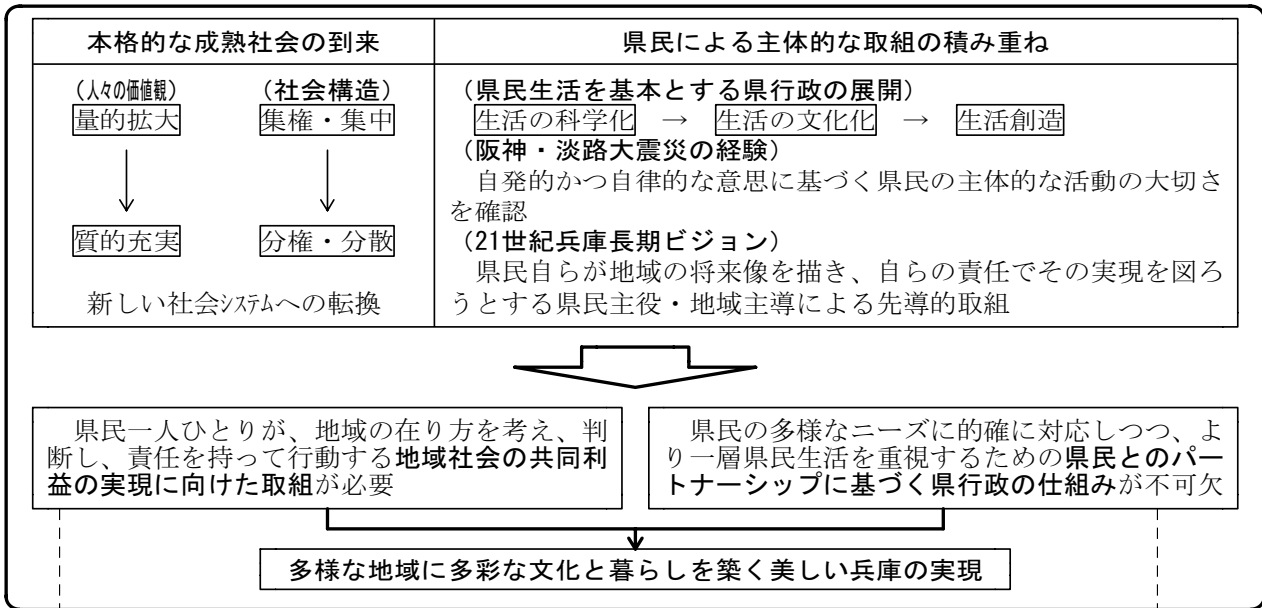 本格的な成熟社会の到来
(人々の価値観) (社会構造)
量的拡大 集権・集中
↓ ↓
質的充実 分権・分散
新しい社会ｼｽﾃﾑへの転換
県民による主体的な取組の積み重ね
(県民生活を基本とする県行政の展開)
生活の科学化 → 生活の文化化 → 生活創造
(阪神・淡路大震災の経験)
自発的かつ自律的な意思に基づく県民の主体的な活動の大切さ
を確認
(21世紀兵庫長期ビジョン)
県民自らが地域の将来像を描き、自らの責任でその実現を図ろ
うとする県民主役・地域主導による先導的取組
県民一人ひとりが、地域の在り方を考え、判
断し、責任を持って行動する地域社会の共同利
益の実現に向けた取組が必要
県民の多様なニーズに的確に対応しつつ、よ
り一層県民生活を重視するための県民とのパー
トナーシップに基づく県行政の仕組みが不可欠
多様な地域に多彩な文化と暮らしを築く美しい兵庫の実現